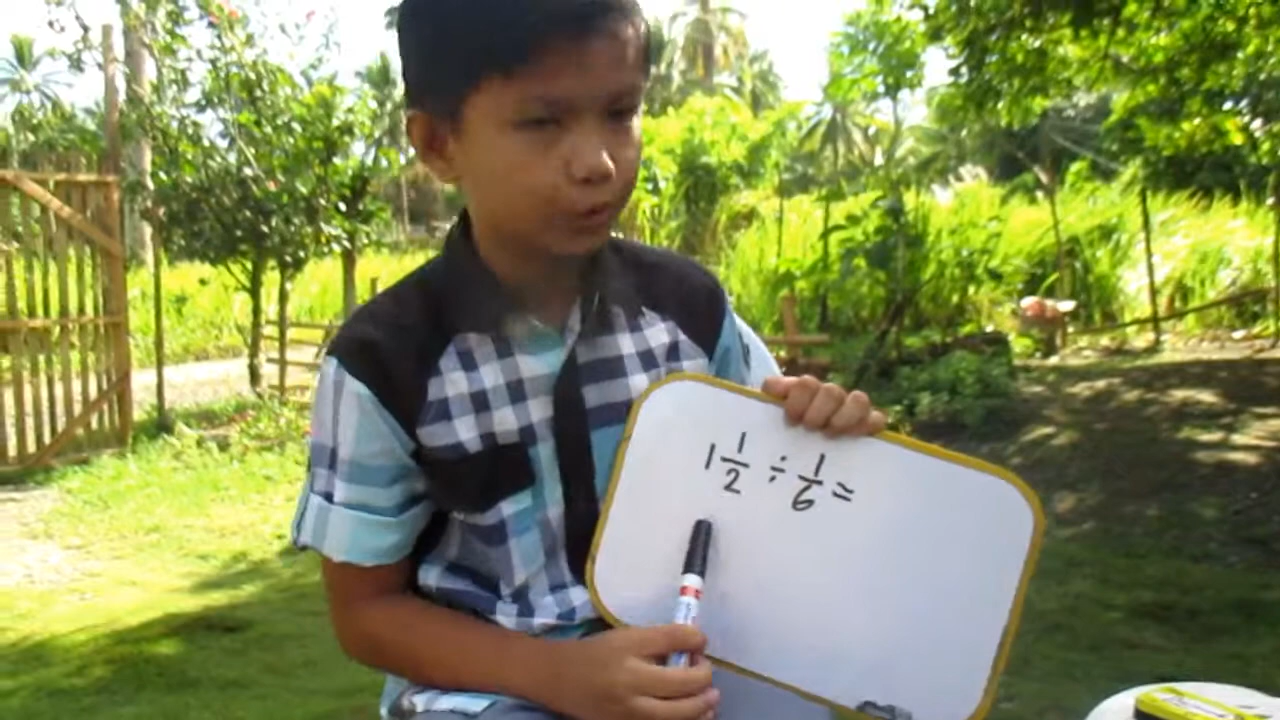 1 1/2 ÷ 1/6 =